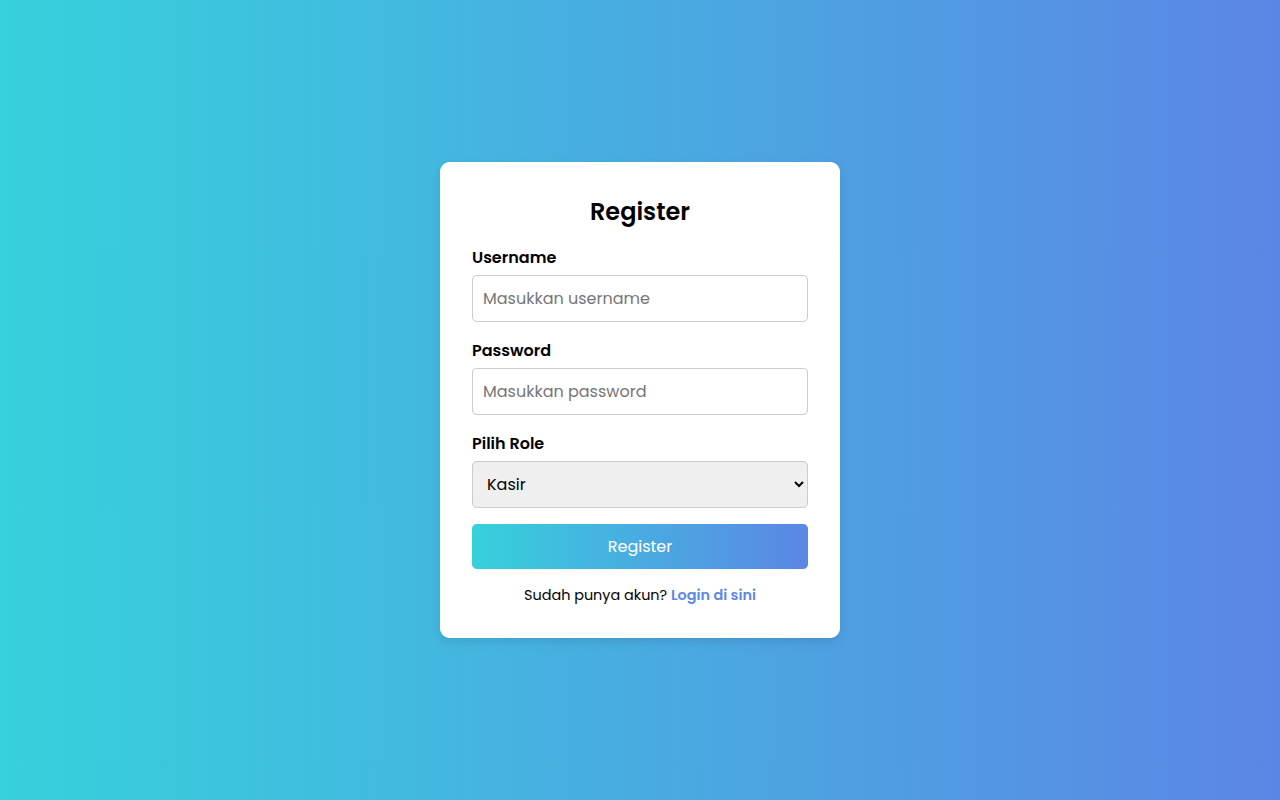 Register
Username
Masukkan username
Password
Masukkan password
Pilih Role
Kasir
Register
Sudah punya akun? Login di sini